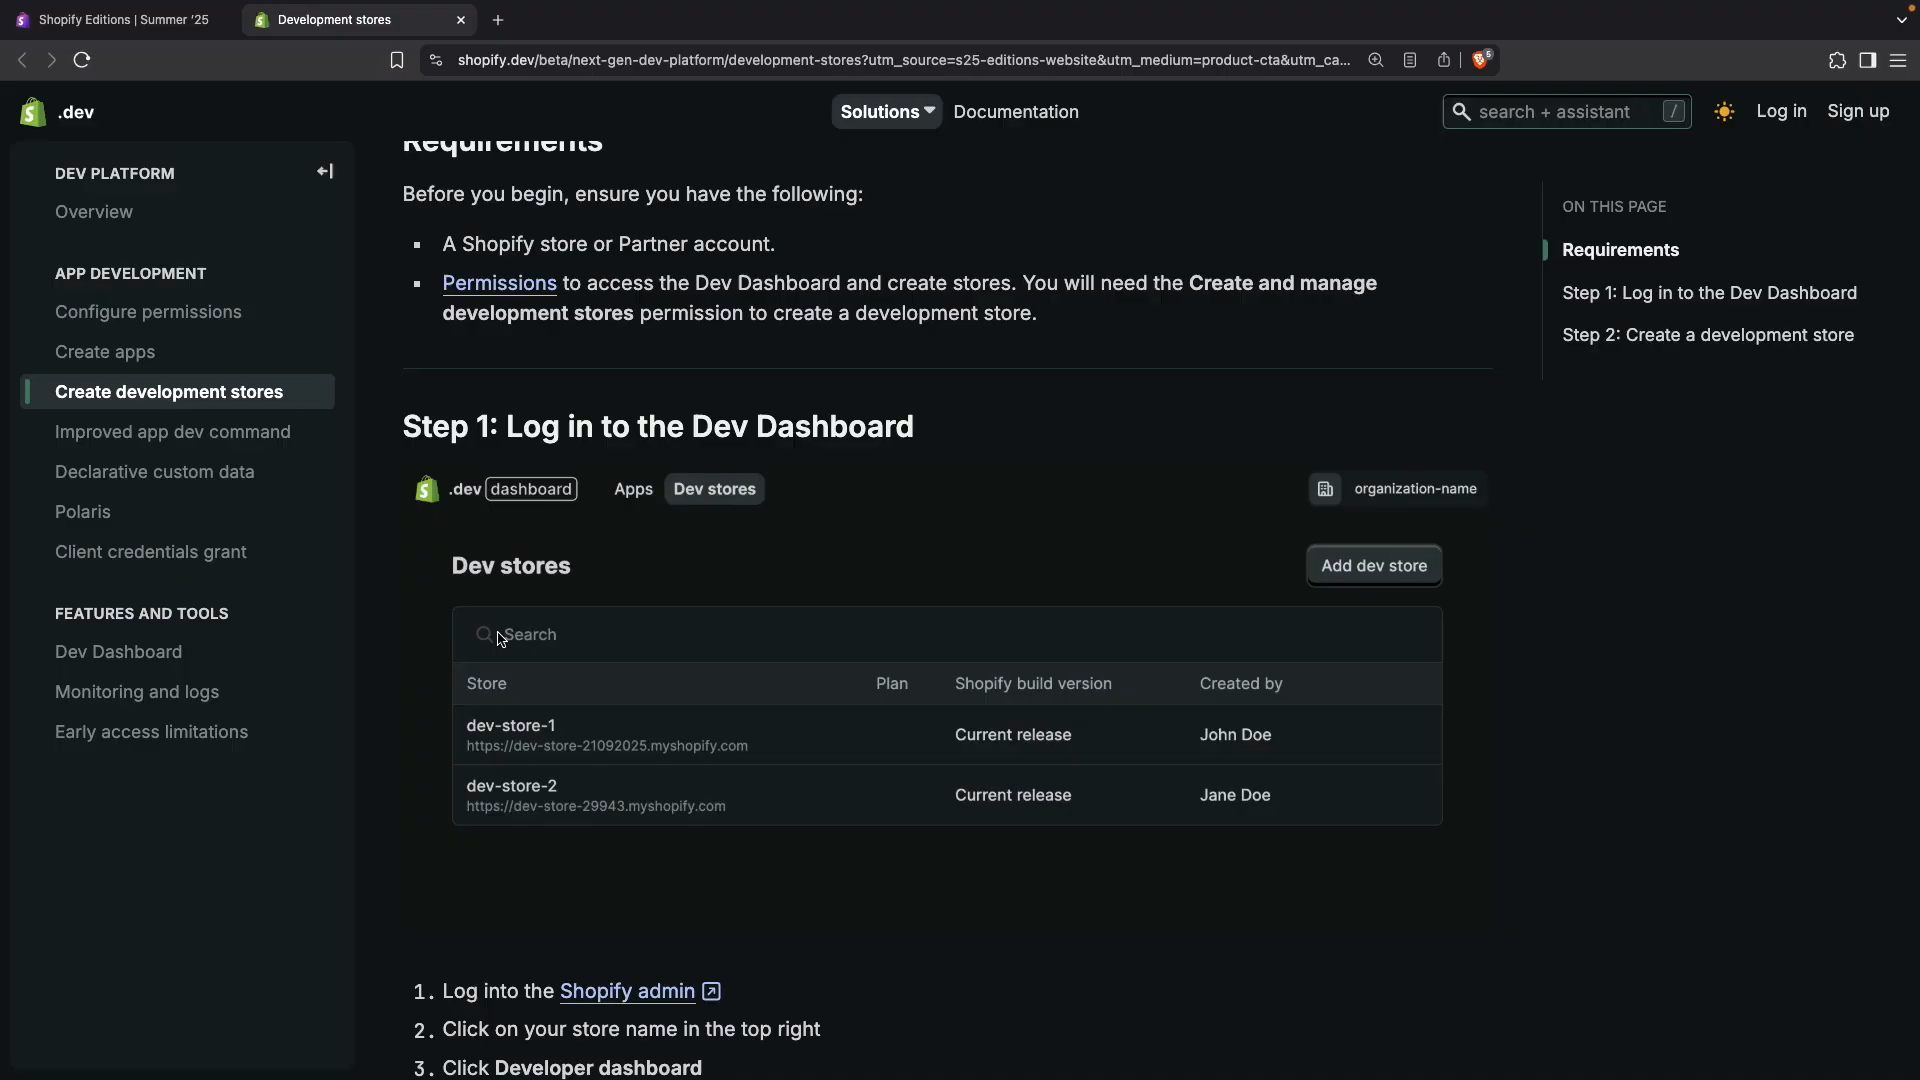 Shopify Editions | Summer '25
Development stores
shopify.dev/beta/next-gen-dev-platform/development-stores?utm_source=s25-editions-website&utm_medium=product-cta&utm_ca...
5
.dev
Solutions
Documentation
search + assistant
/
Log in
Sign up
DEV PLATFORM
Overview
APP DEVELOPMENT
Configure permissions
Create apps
Create development stores
Improved app dev command
Declarative custom data
Polaris
Client credentials grant
FEATURES AND TOOLS
Dev Dashboard
Monitoring and logs
Early access limitations
Requirements
Before you begin, ensure you have the following:
A Shopify store or Partner account.
Permissions to access the Dev Dashboard and create stores. You will need the Create and manage
development stores permission to create a development store.
Step 1: Log in to the Dev Dashboard
.dev dashboard
Apps
Dev stores
organization-name
Dev stores
Add dev store
Search
Store Plan Shopify build version Created by
dev-store-1
https://dev-store-21092025.myshopify.com
Current release
John Doe
dev-store-2
https://dev-store-29943.myshopify.com
Current release
Jane Doe
1. Log into the Shopify admin
2. Click on your store name in the top right
3. Click Developer dashboard
ON THIS PAGE
Requirements
Step 1: Log in to the Dev Dashboard
Step 2: Create a development store